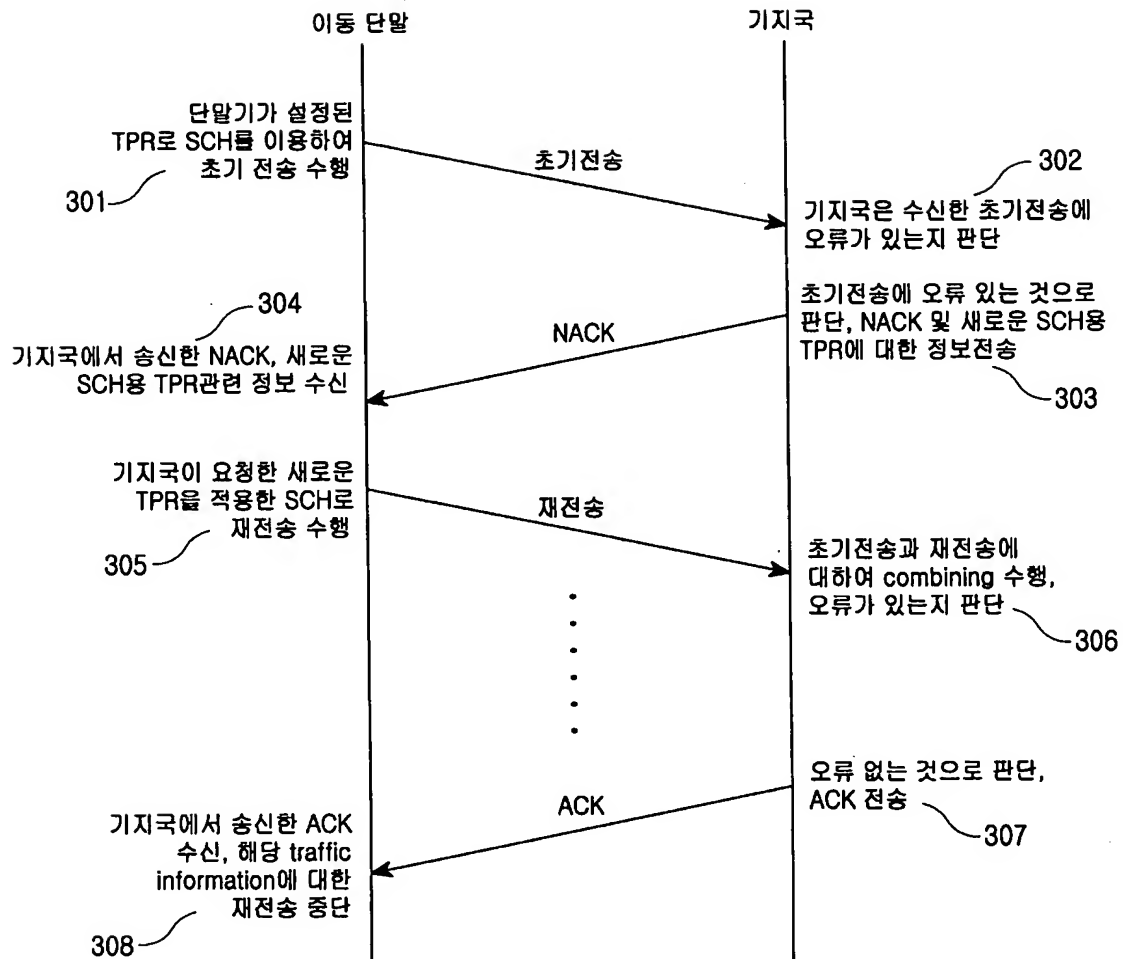 이동 단말
기지국
단말기가 설정된
TPR로 SCH를 이용하여
초기 전송 수행
301
초기전송
302
기지국은 수신한 초기전송에
오류가 있는지 판단
초기전송에 오류 있는 것으로
판단, NACK 및 새로운 SCH용
TPR에 대한 정보전송
303
NACK
304
기지국에서 송신한 NACK, 새로운
SCH용 TPR관련 정보 수신
기지국이 요청한 새로운
TPR을 적용한 SCH로
재전송 수행
305
재전송
초기전송과 재전송에
대하여 combining 수행,
오류가 있는지 판단
306
오류 없는 것으로 판단,
ACK 전송
307
ACK
기지국에서 송신한 ACK
수신, 해당 traffic
information에 대한
재전송 중단
308